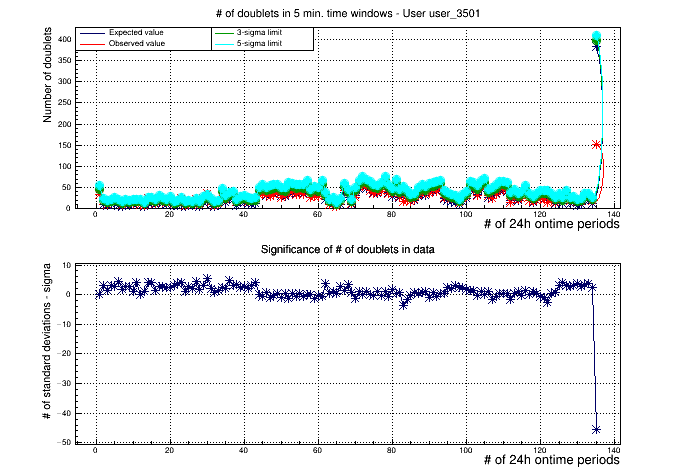 # of doublets in 5 min. time windows - User user_3501
Number of doublets
Expected value
3-sigma limit
Observed value
5-sigma limit
400
350
300
250
200
150
100
50
0
0 20 40 60 80 100 120 140
# of 24h ontime periods
Significance of # of doublets in data
# of standard deviations - sigma
10
0
−10
−20
−30
−40
−50
0 20 40 60 80 100 120 140
# of 24h ontime periods